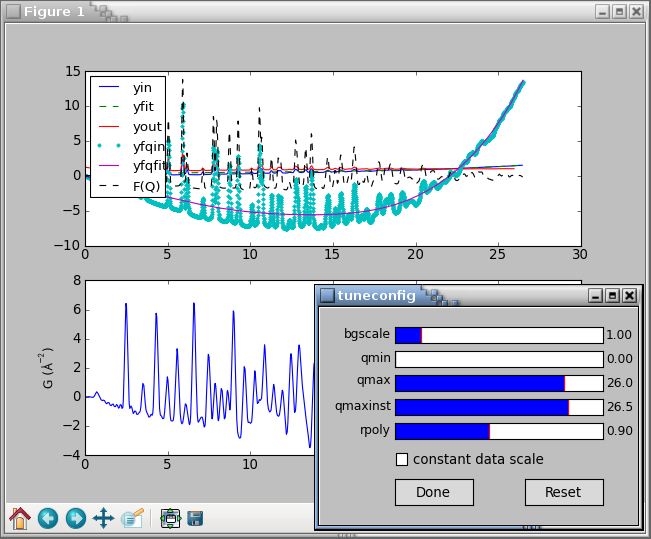 Figure 1
15
10
5
0
−5
−10
yin
yfit
yout
yfqin
yfqfit
F(Q)
0 5 10 15 20 25 30
8
6
4
2
0
−2
−4
G (Å⁻²)
0 5 10
tuneconfig
bgscale 1.00
qmin 0.00
qmax 26.0
qmaxinst 26.5
rpoly 0.90
constant data scale
Done Reset